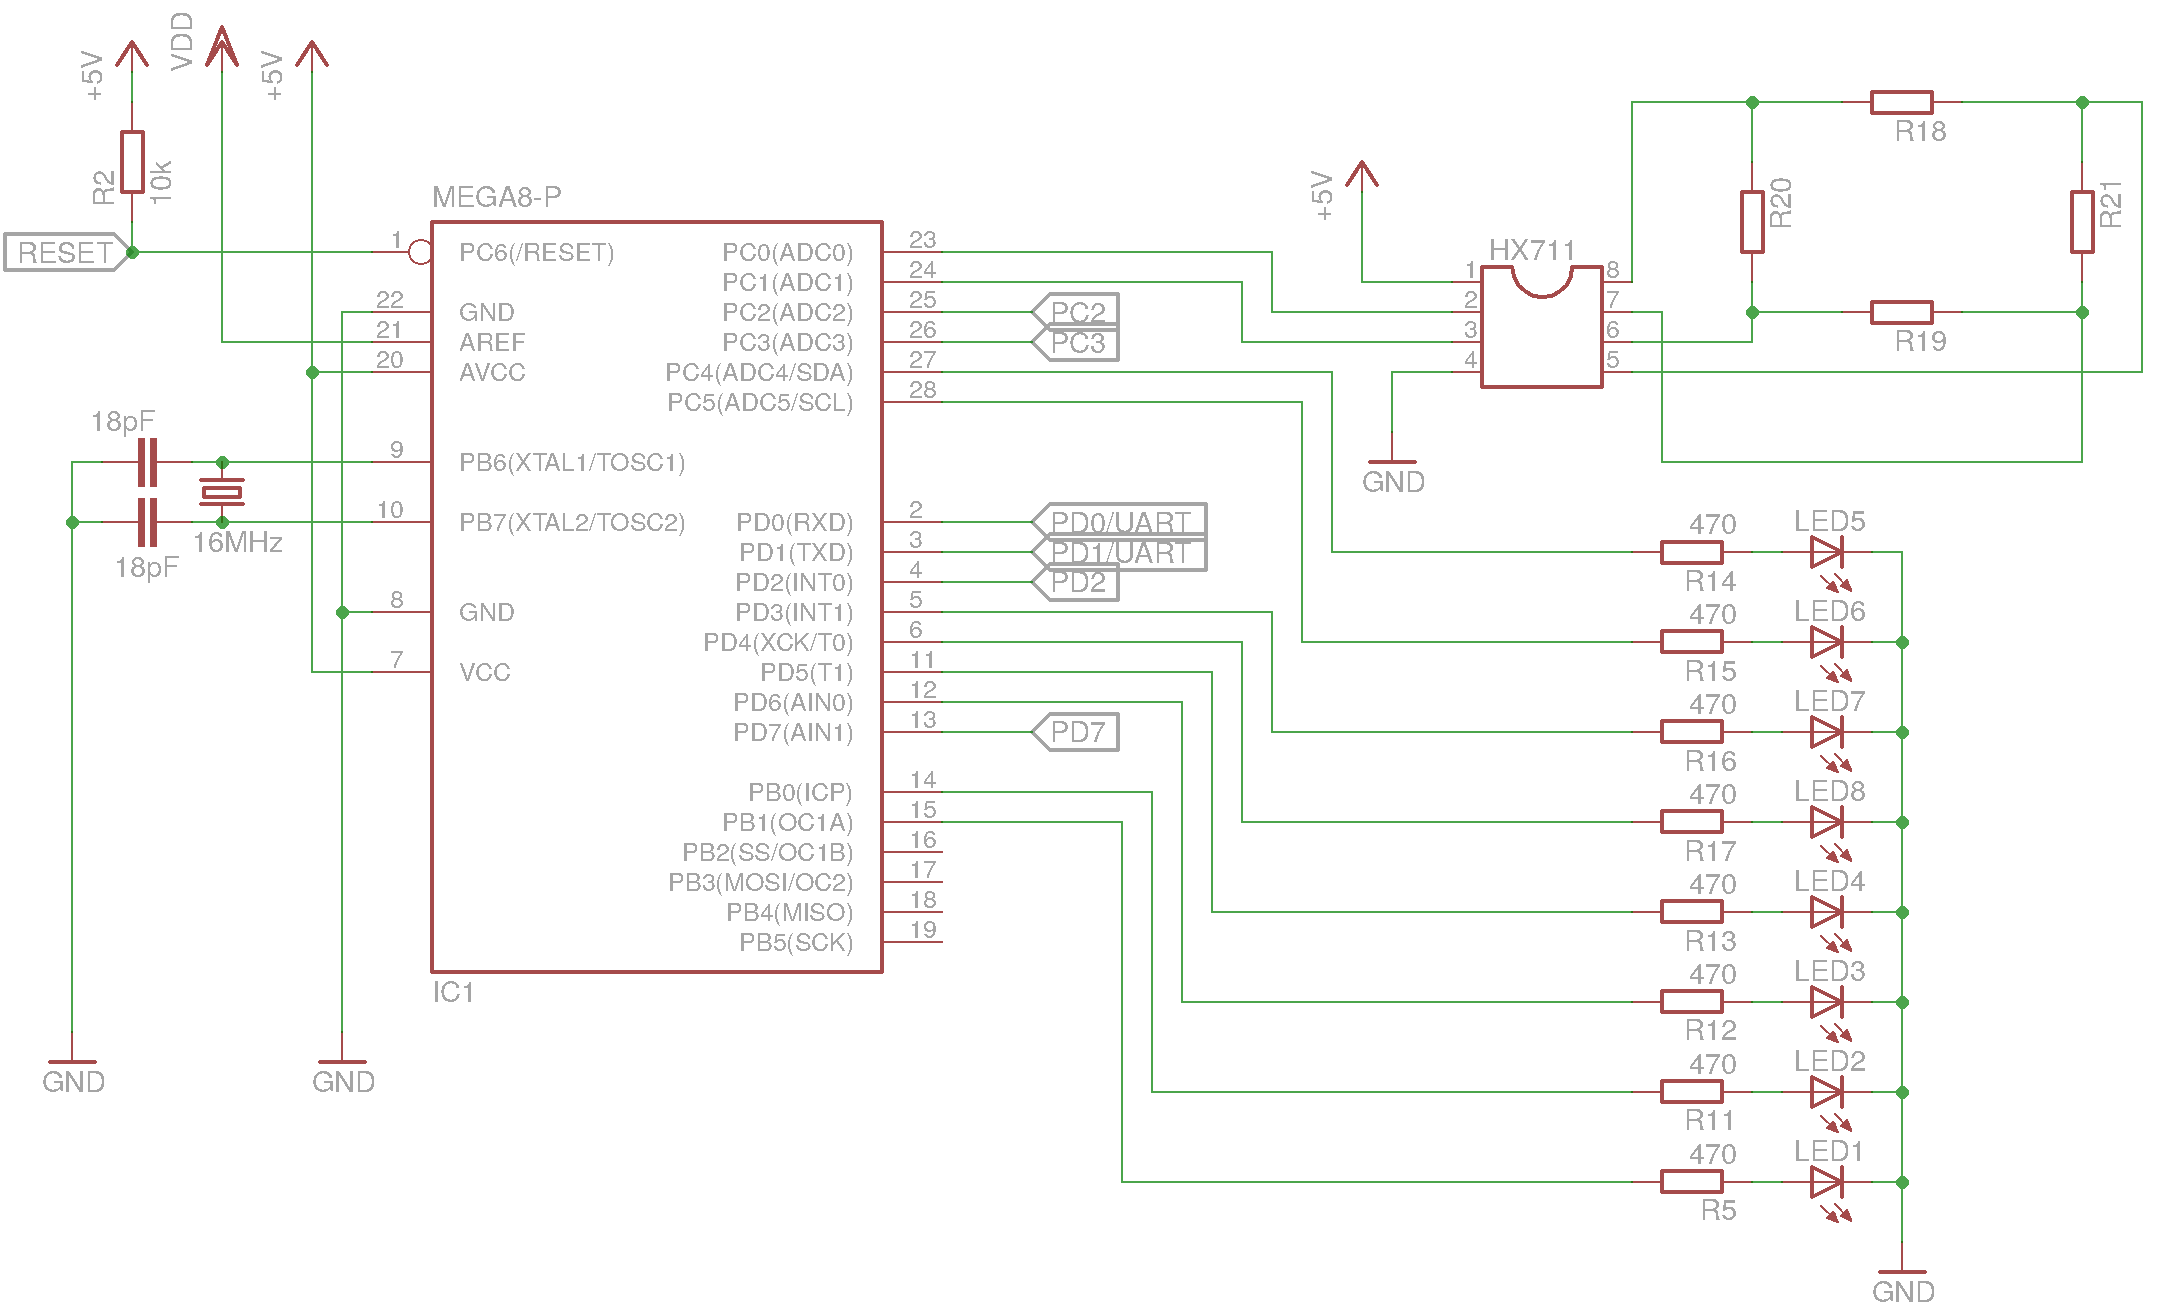 +5V
VDD
+5V
R2
10k
RESET
MEGA8-P
1
PC6(/RESET)
22
GND
21
AREF
20
AVCC
9
PB6(XTAL1/TOSC1)
10
PB7(XTAL2/TOSC2)
8
GND
7
VCC
18pF
18pF
16MHz
GND
GND
IC1
PC0(ADC0)
23
PC1(ADC1)
24
PC2(ADC2)
25
PC2
PC3(ADC3)
26
PC3
PC4(ADC4/SDA)
27
PC5(ADC5/SCL)
28
PD0(RXD)
2
PD0/UART
PD1(TXD)
3
PD1/UART
PD2(INT0)
4
PD2
PD3(INT1)
5
PD4(XCK/T0)
6
PD5(T1)
11
PD6(AIN0)
12
PD7(AIN1)
13
PD7
PB0(ICP)
14
PB1(OC1A)
15
PB2(SS/OC1B)
16
PB3(MOSI/OC2)
17
PB4(MISO)
18
PB5(SCK)
19
+5V
HX711
1
2
3
4
8
7
6
5
GND
R18
R20
R21
R19
470
R14
LED5
470
R15
LED6
470
R16
LED7
470
R17
LED8
470
R13
LED4
470
R12
LED3
470
R11
LED2
470
R5
LED1
GND